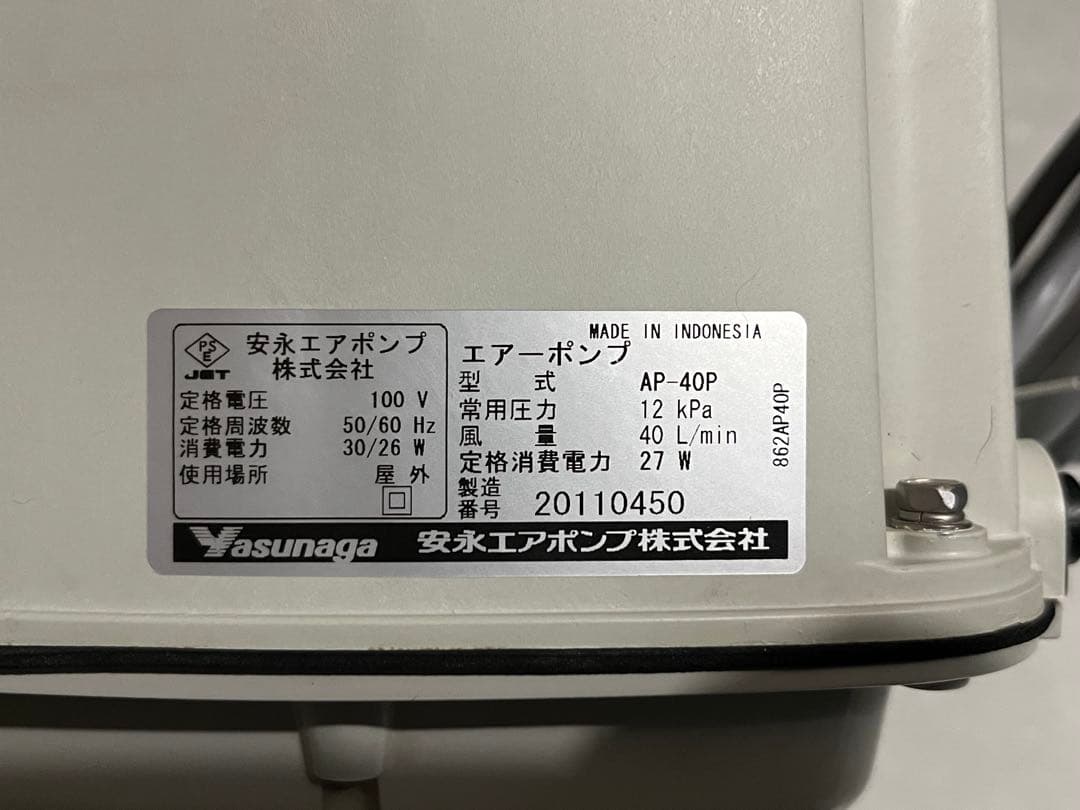 PSE
JET
安永エアポンプ
株式会社
定格電圧 100 V
定格周波数 50/60 Hz
消費電力 30/26 W
使用場所 屋外
MADE IN INDONESIA
エアーポンプ
型式 AP-40P
常用圧力 12 kPa
風量 40 L/min
定格消費電力 27 W
製造
番号 20110450
862AP40P
Yasunaga 安永エアポンプ株式会社